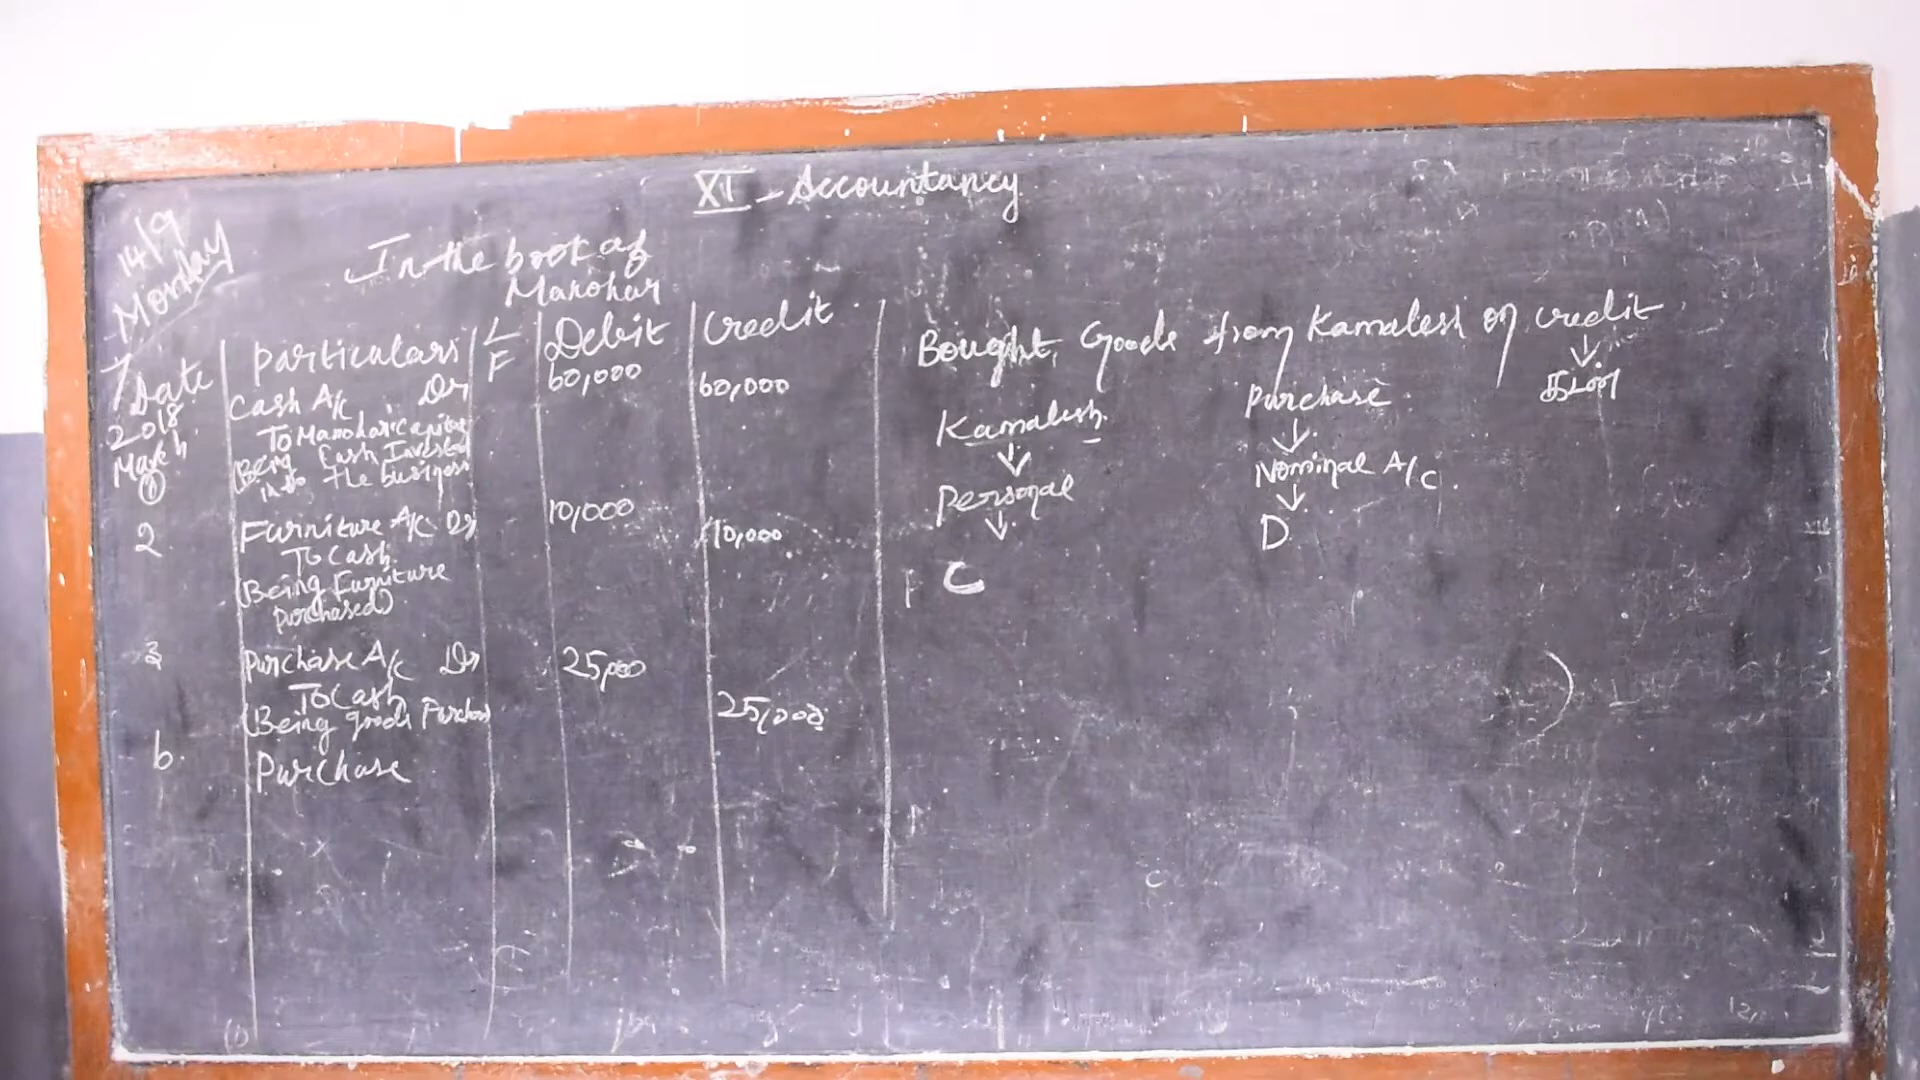 XI - Accountancy
14/9
Monday
In the book of
Manohar
Date
particulars
L
F
Debit
Credit
2018
March
1
Cash A/c Dr
60,000
60,000
To Manohar capital
(Being Cash Invested
into the business
2
Furniture A/c Dr
10,000
To Cash
10,000
(Being Furniture
purchased)
3
Purchase A/c Dr
25,000
To Cash
25,000
(Being goods Purchas
6.
Purchase
Bought Goods from Kamalesh on credit
Kamalesh
Personal
C
Purchase
Nominal A/c.
D